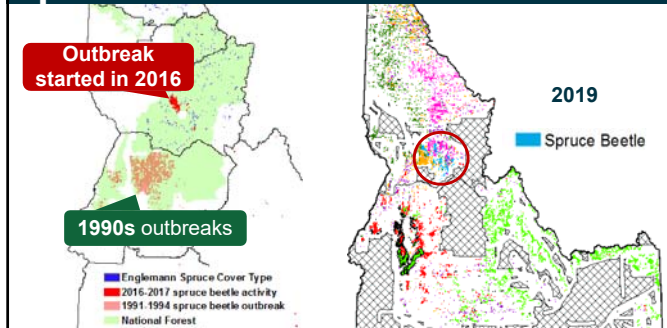 Outbreak
started in 2016
1990s outbreaks
Englemann Spruce Cover Type
2016-2017 spruce beetle activity
1991-1994 spruce beetle outbreak
National Forest
2019
Spruce Beetle